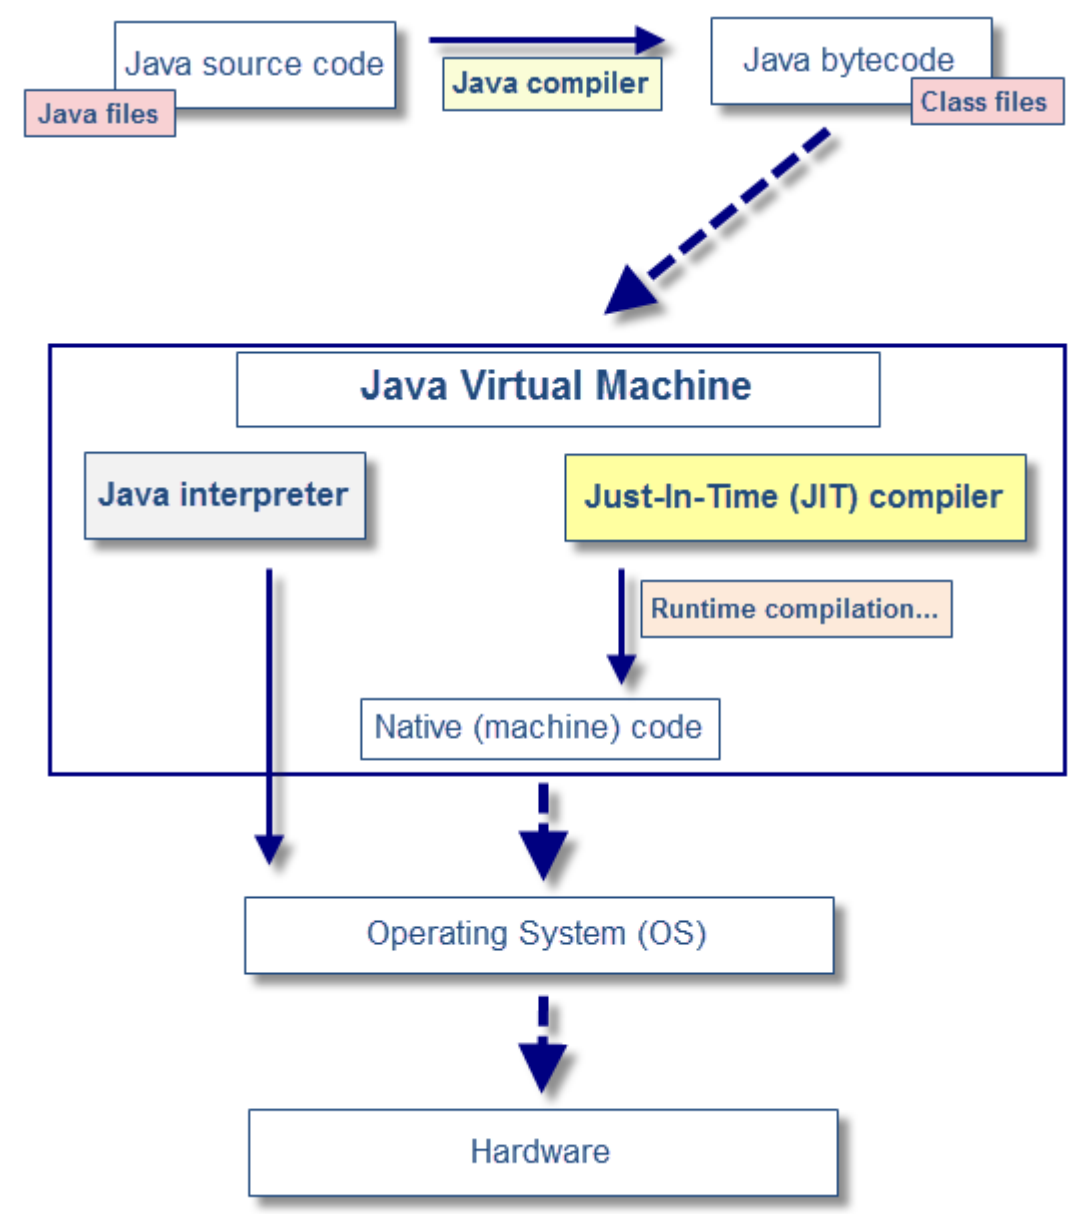 Java source code
Java files
Java compiler
Java bytecode
Class files
Java Virtual Machine
Java interpreter
Just-In-Time (JIT) compiler
Runtime compilation...
Native (machine) code
Operating System (OS)
Hardware